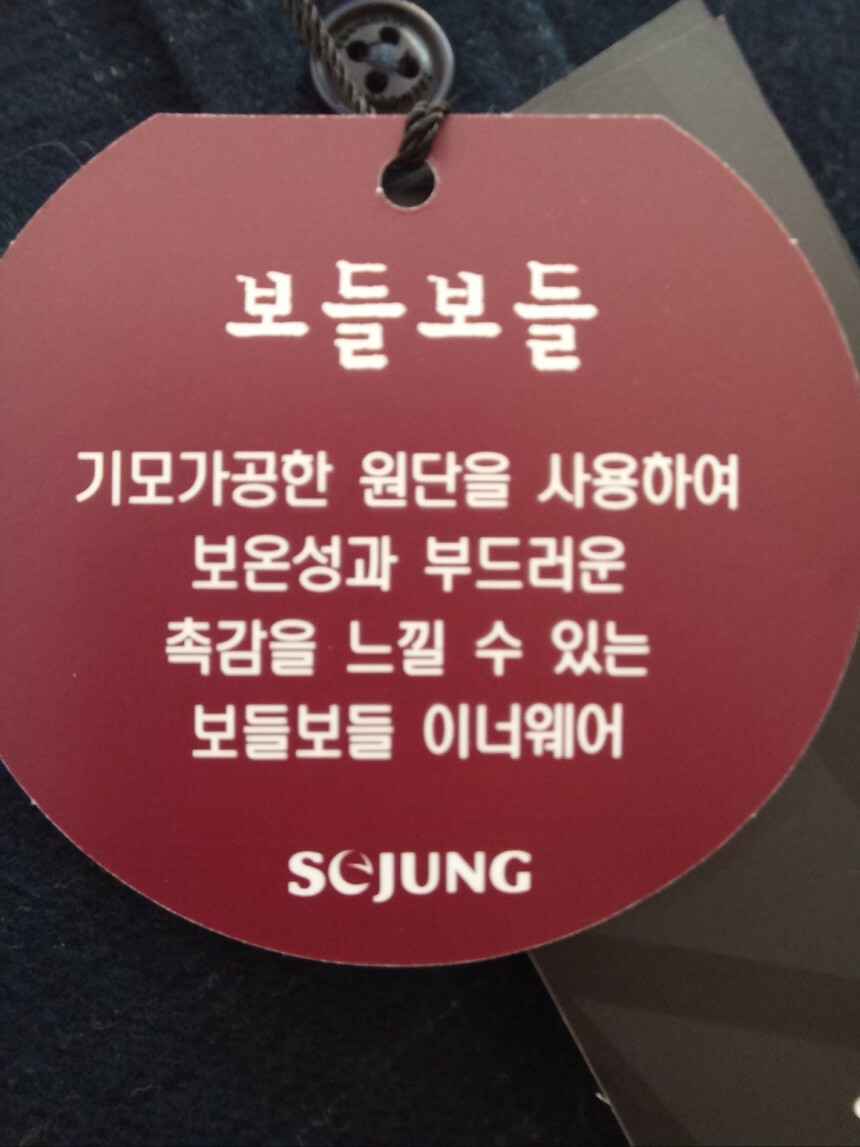 보들보들
기모가공한 원단을 사용하여
보온성과 부드러운
촉감을 느낄 수 있는
보들보들 이너웨어
SEJUNG